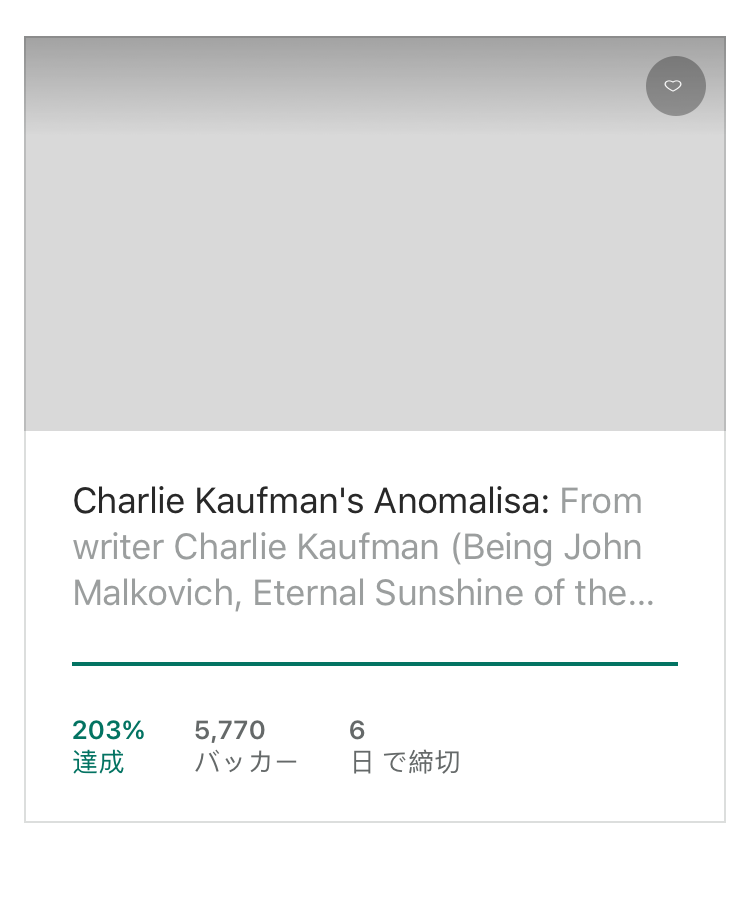 Charlie Kaufman's Anomalisa: From
writer Charlie Kaufman (Being John
Malkovich, Eternal Sunshine of the...
203% 5,770 6
達成 バッカー 日 で締切